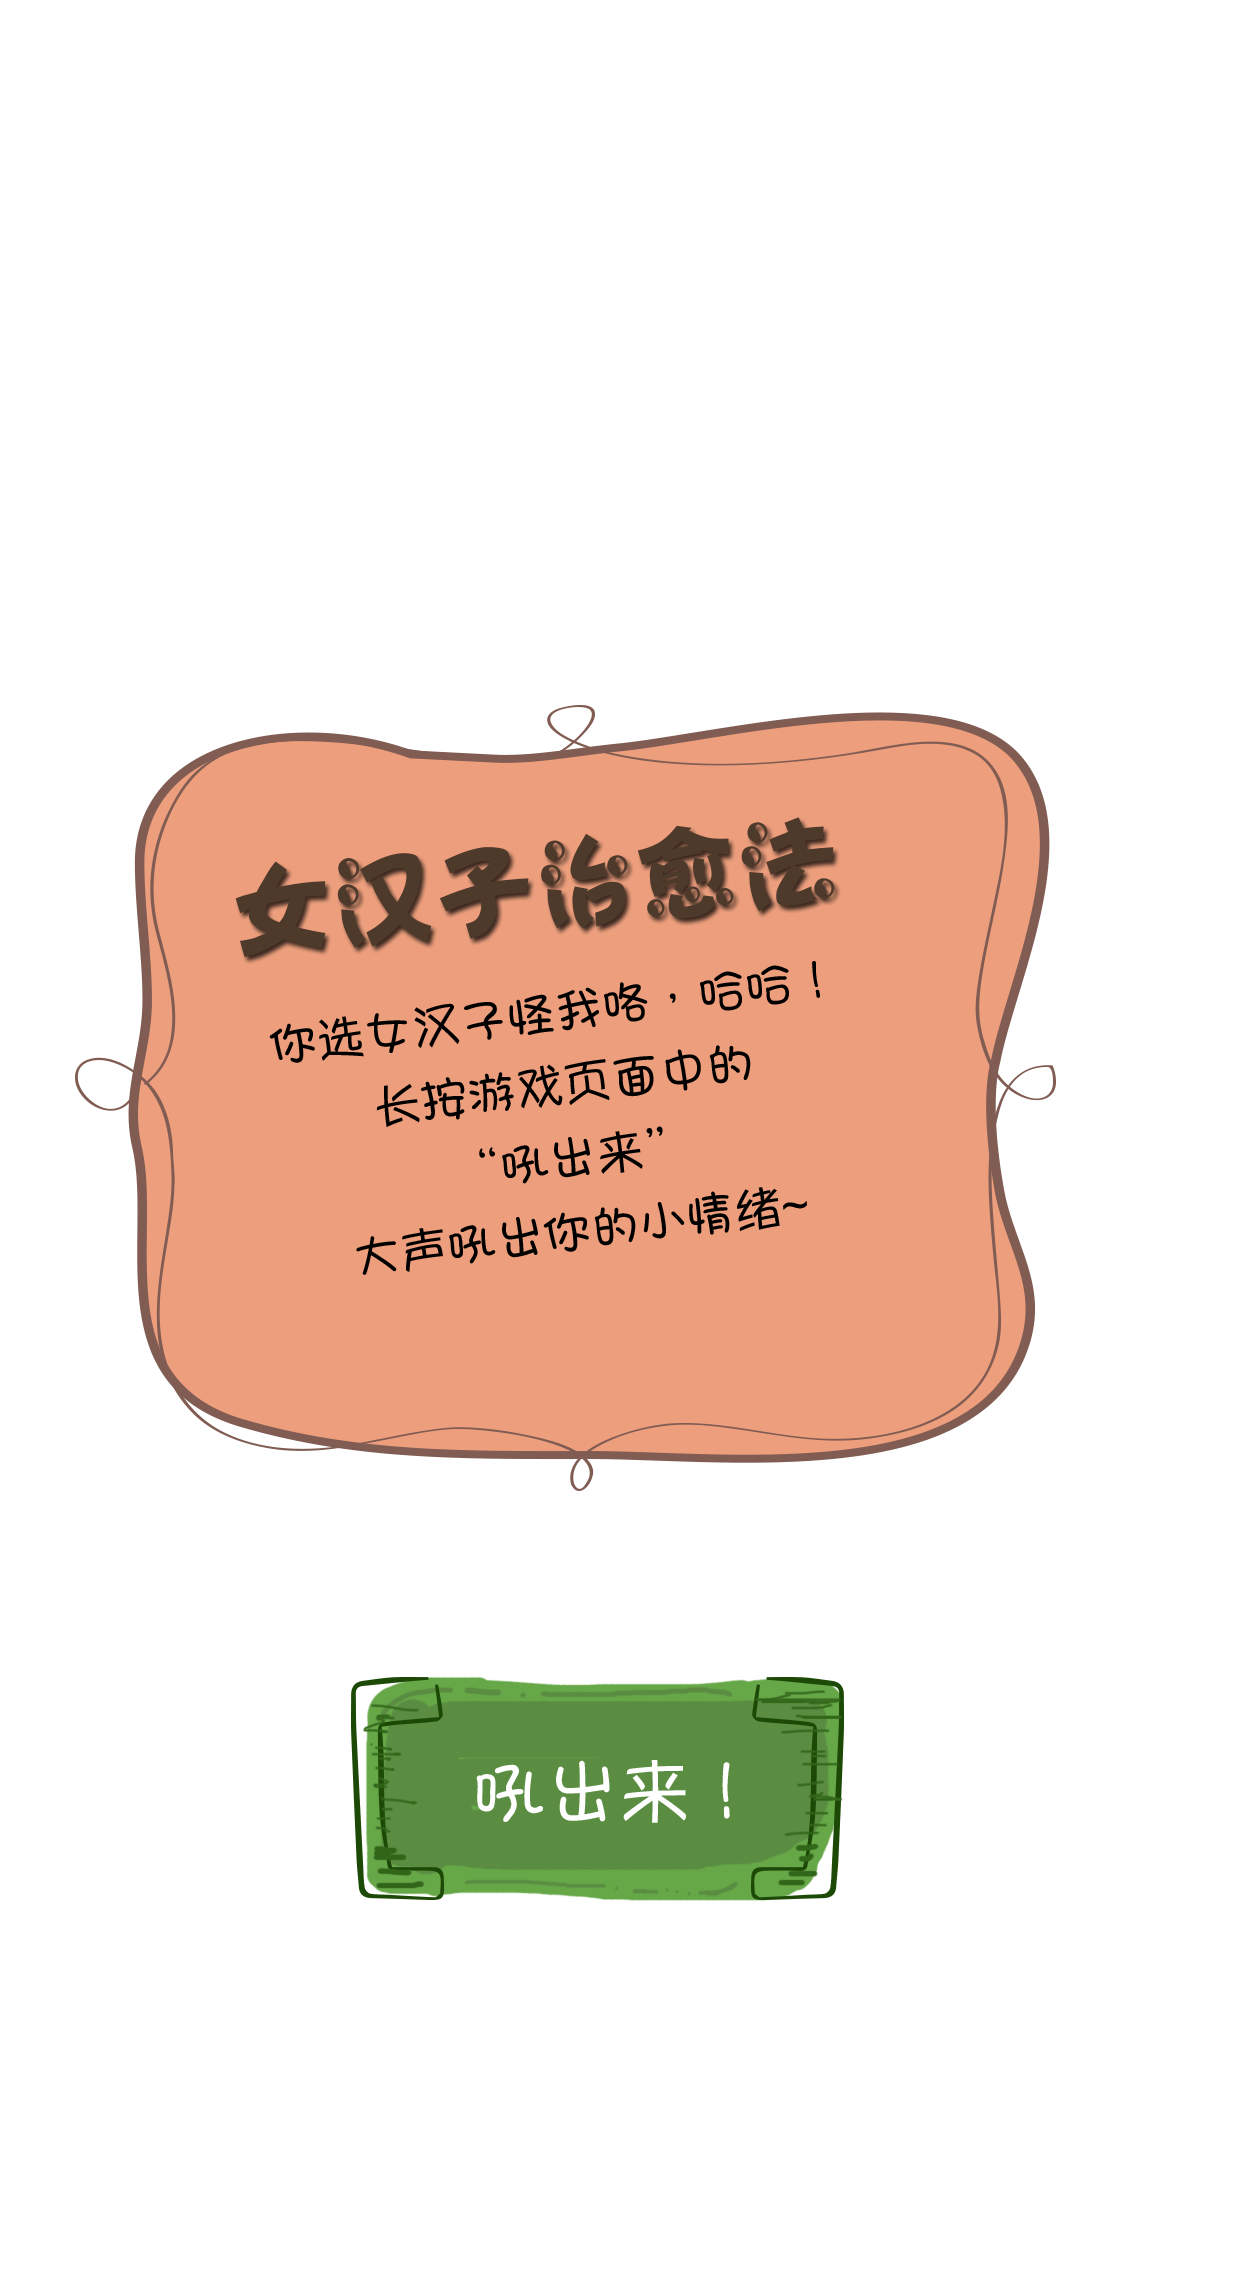 女汉子治愈法
你选女汉子怪我咯，哈哈！
长按游戏页面中的
“吼出来”
大声吼出你的小情绪~
吼出来！